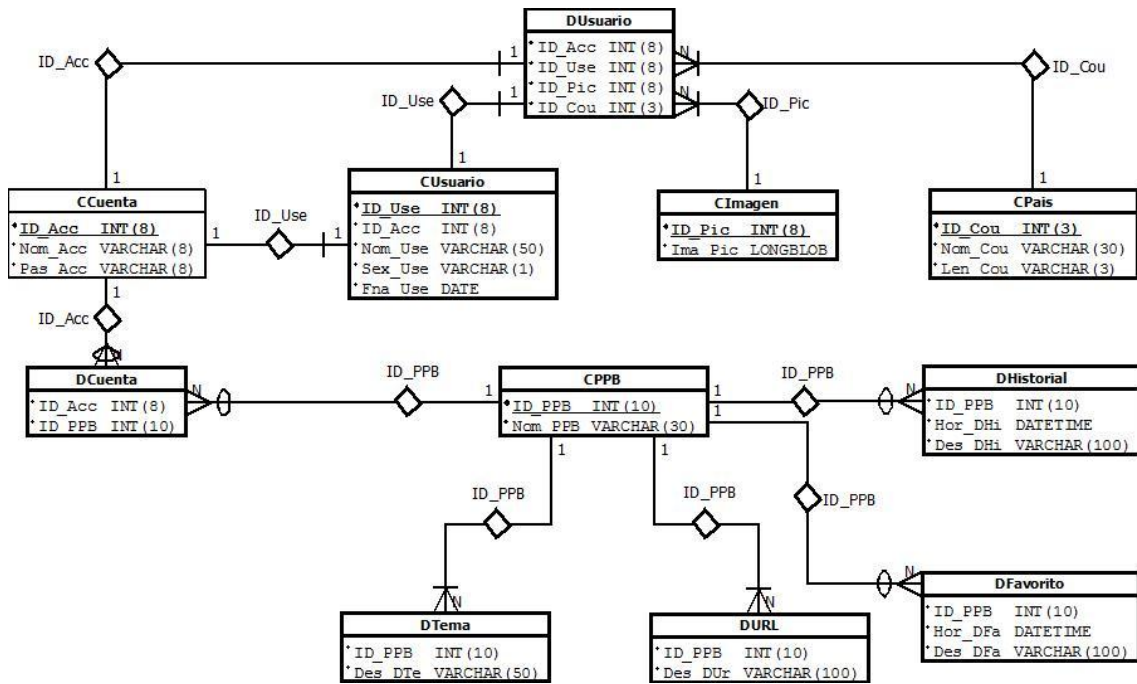 DUsuario
ID_Acc INT(8)
ID_Use INT(8)
ID_Pic INT(8)
ID_Cou INT(3)
ID_Acc
1
1
N
N
ID_Cou
ID_Use
ID_Pic
1
1
1
1
CCuenta
ID_Acc INT(8)
Nom_Acc VARCHAR(8)
Pas_Acc VARCHAR(8)
1
ID_Use
1
CUsuario
ID_Use INT(8)
ID_Acc INT(8)
Nom_Use VARCHAR(50)
Sex_Use VARCHAR(1)
Fna_Use DATE
CImagen
ID_Pic INT(8)
Ima_Pic LONGBLOB
CPais
ID_Cou INT(3)
Nom_Cou VARCHAR(30)
Len_Cou VARCHAR(3)
1
ID_Acc
N
DCuenta
ID_Acc INT(8)
ID_PPB INT(10)
N
ID_PPB
1
CPPB
ID_PPB INT(10)
Nom_PPB VARCHAR(30)
1
1
ID_PPB
N
DHistorial
ID_PPB INT(10)
Hor_DHi DATETIME
Des_DHi VARCHAR(100)
1
1
ID_PPB
ID_PPB
ID_PPB
N
N
N
DTema
ID_PPB INT(10)
Des_DTe VARCHAR(50)
DURL
ID_PPB INT(10)
Des_DUr VARCHAR(100)
DFavorito
ID_PPB INT(10)
Hor_DFa DATETIME
Des_DFa VARCHAR(100)